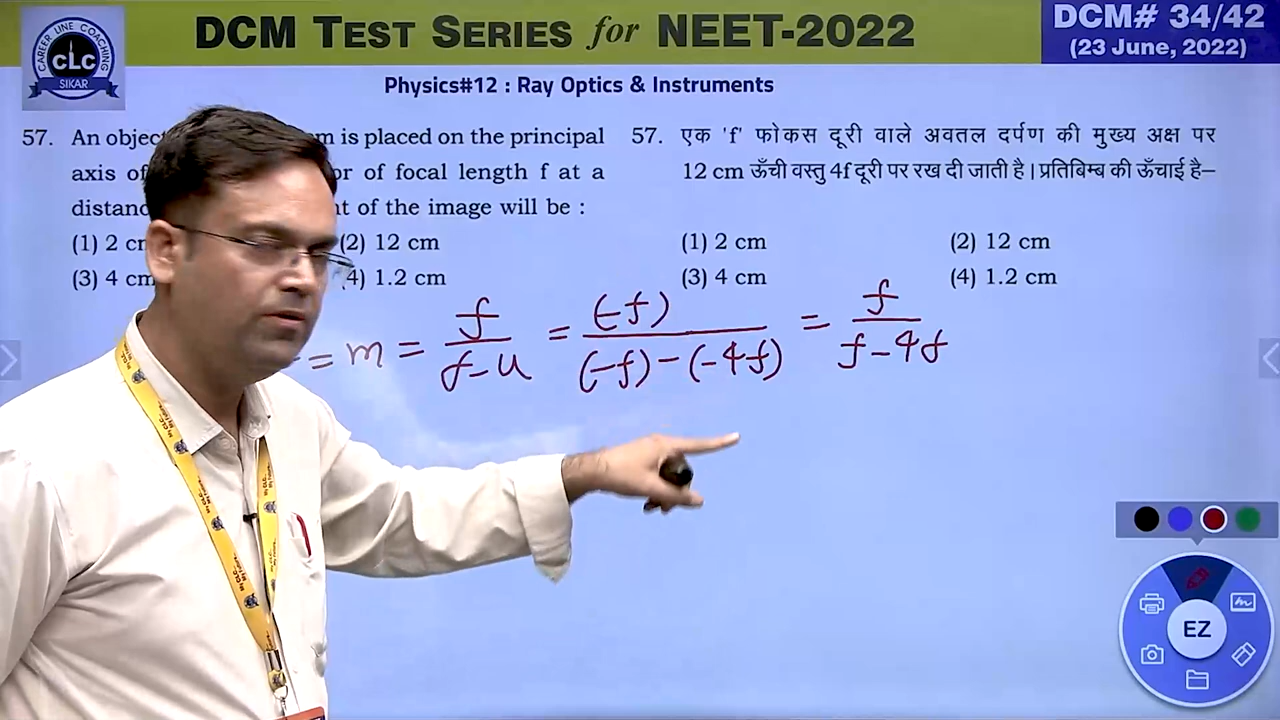 DCM TEST SERIES for NEET-2022
DCM# 34/42
(23 June, 2022)
CAREER LINE COACHING
CLC
SIKAR
Physics#12 : Ray Optics & Instruments
57. An objec m is placed on the principal
axis of or of focal length f at a
distanc t of the image will be :
(1) 2 cm (2) 12 cm
(3) 4 cm 4) 1.2 cm
57. एक 'f' फोकस दूरी वाले अवतल दर्पण की मुख्य अक्ष पर
12 cm ऊँची वस्तु 4f दूरी पर रख दी जाती है। प्रतिबिम्ब की ऊँचाई है–
(1) 2 cm (2) 12 cm
(3) 4 cm (4) 1.2 cm
= m = f / f-u = (-f) / (-f)-(-4f) = f / f-4f
EZ